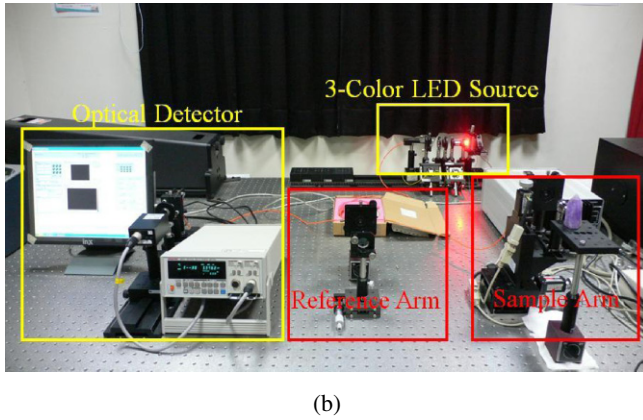 3-Color LED Source
Optical Detector
Reference Arm
Sample Arm
(b)